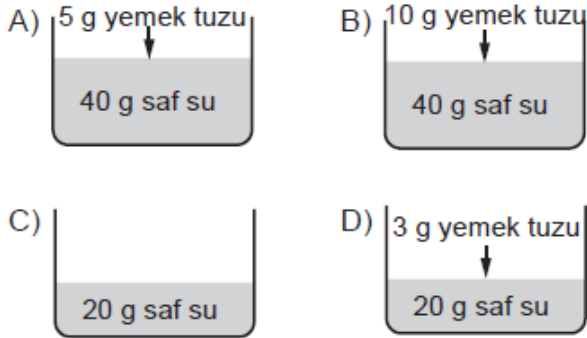 A) 5 g yemek tuzu
40 g saf su
B) 10 g yemek tuzu
40 g saf su
C)
20 g saf su
D) 3 g yemek tuzu
20 g saf su